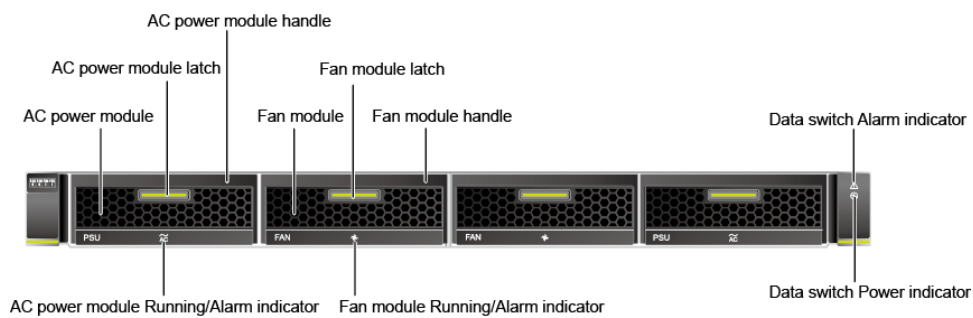 AC power module handle
AC power module latch
Fan module latch
AC power module
Fan module
Fan module handle
Data switch Alarm indicator
PSU
AC
FAN
FAN
PSU
AC
AC power module Running/Alarm indicator
Fan module Running/Alarm indicator
Data switch Power indicator